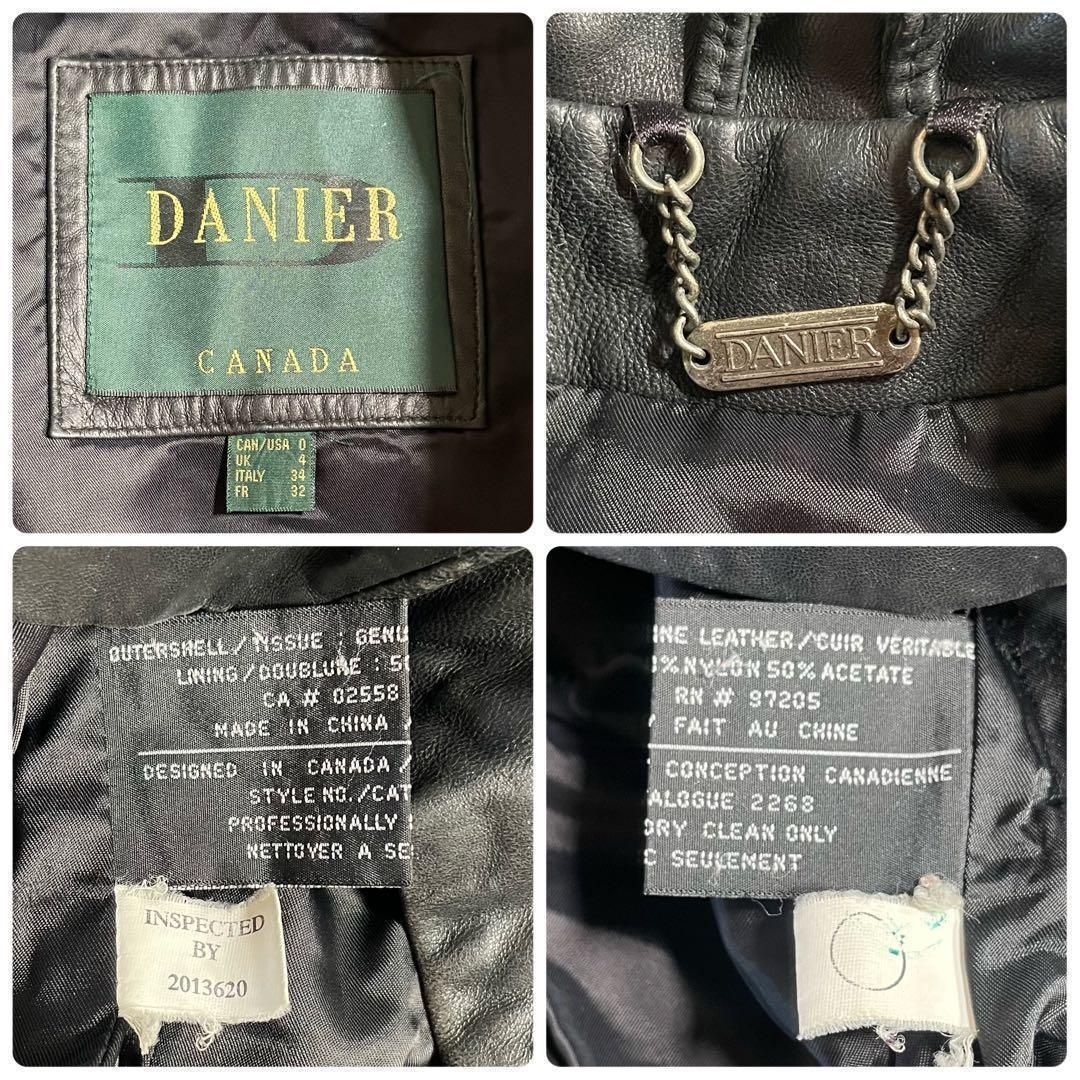 DANIER
CANADA
CAN/USA 0
UK 4
ITALY 34
FR 32
DANIER
OUTERSHELL/TISSUE : GENU
LINING/DOUBLURE : 5
CA # 02558
MADE IN CHINA
DESIGNED IN CANADA /
STYLE NO./CAT
PROFESSIONALLY
NETTOYER A SE
INSPECTED
BY
2013620
INE LEATHER/CUIR VERITABLE
% NYLON 50% ACETATE
RN # 97205
/ FAIT AU CHINE
CONCEPTION CANADIENNE
ALOGUE 2268
DRY CLEAN ONLY
C SEULEMENT